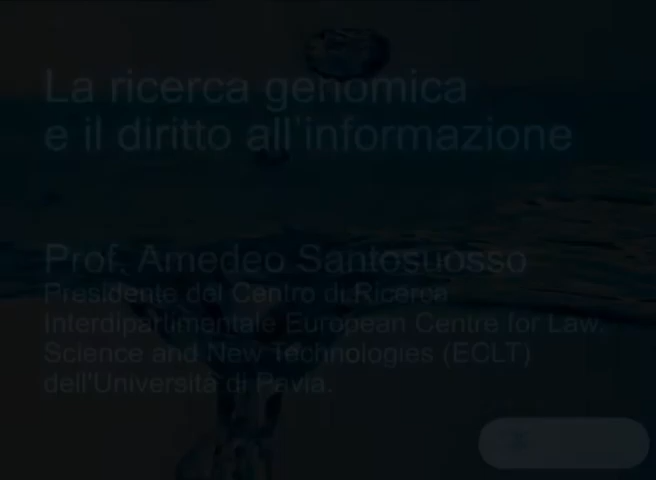 La ricerca genomica
e il diritto all'informazione
Prof. Amedeo Santosuosso
Presidente del Centro di Ricerca
Interdipartimentale European Centre for Law,
Science and New Technologies (ECLT)
dell'Università di Pavia.